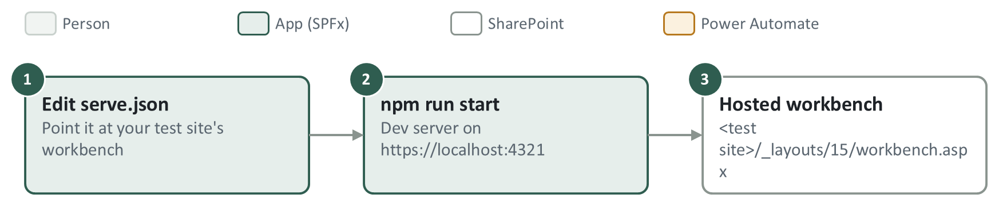 Person
App (SPFx)
SharePoint
Power Automate
1
Edit serve.json
Point it at your test site's
workbench
2
npm run start
Dev server on
https://localhost:4321
3
Hosted workbench
<test
site>/_layouts/15/workbench.asp
x